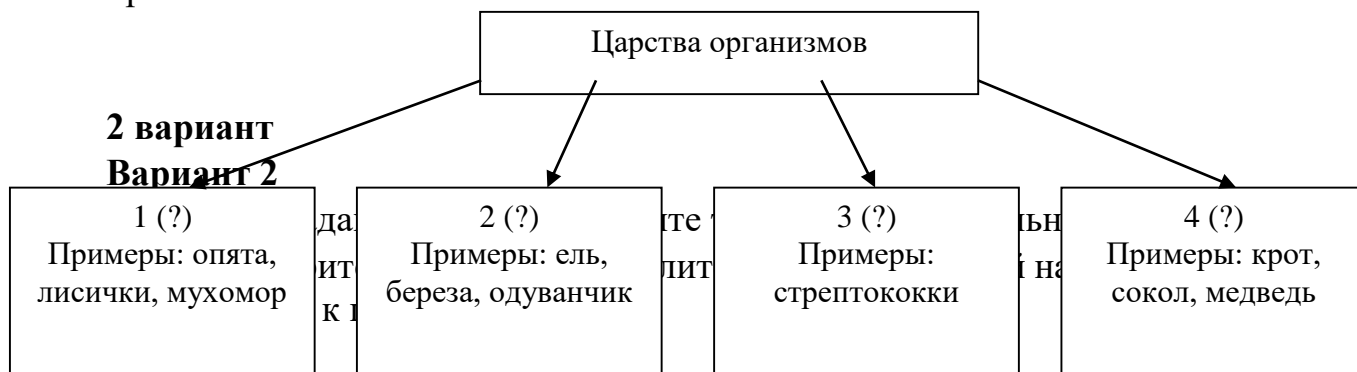 Царства организмов
2 вариант
Вариант 2
1 (?)
Примеры: опята,
лисички, мухомор
2 (?)
Примеры: ель,
береза, одуванчик
3 (?)
Примеры:
стрептококки
4 (?)
Примеры: крот,
сокол, медведь